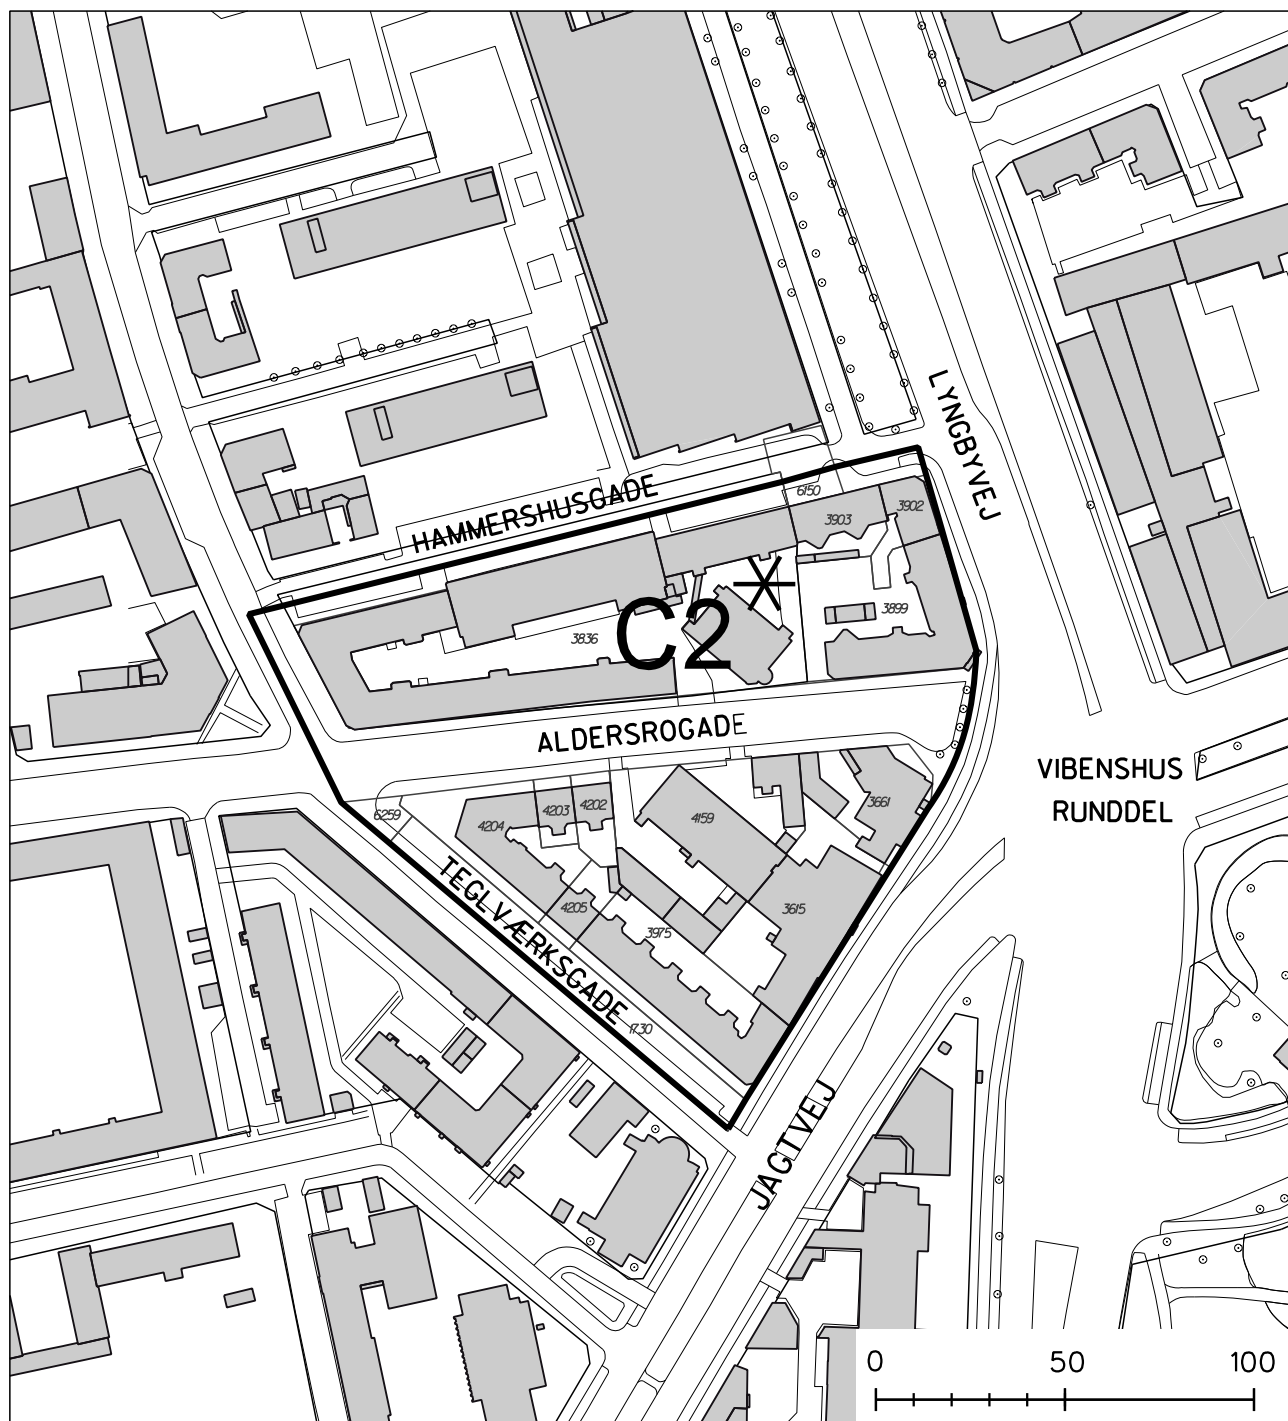 LYNGBYVEJ
HAMMERSHUSGADE
6150
3903
3902
C2
3836
3899
ALDERSROGADE
VIBENSHUS
RUNDDEL
6259
4204
4203
4202
4159
3661
TEGLVÆRKSGADE
4205
3975
3615
1730
JAGTVEJ
0 50 100